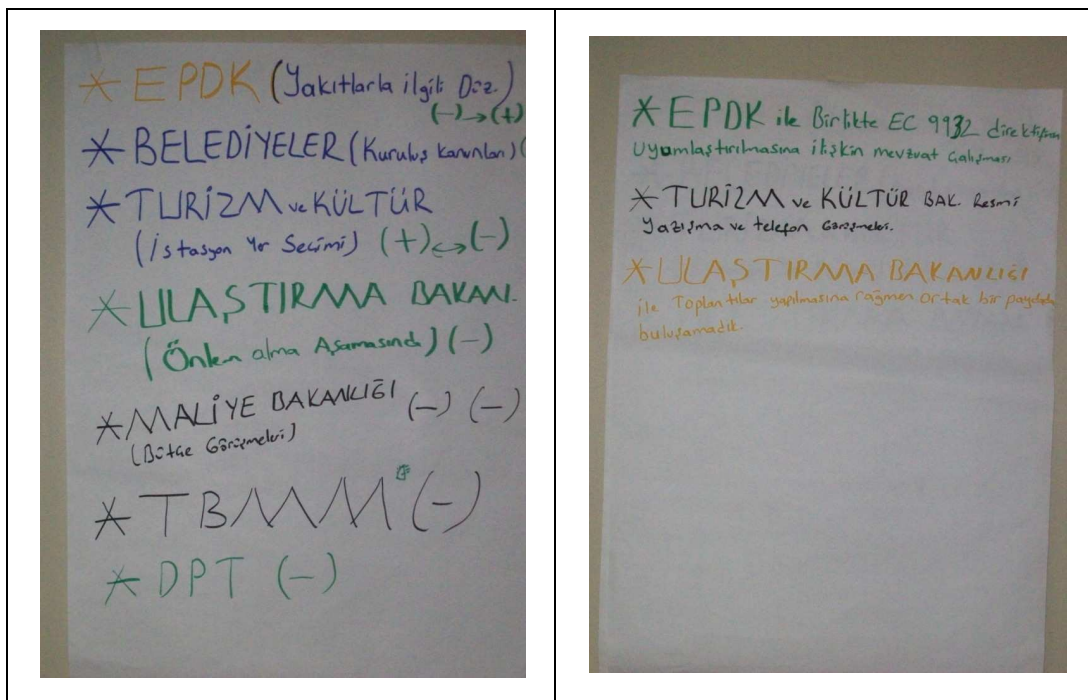 * EPDK (Yakıtlarla ilgili Düz.)
(-)→(+)
* BELEDİYELER (Kuruluş Kanunları) (
* TURİZM ve KÜLTÜR
(İstasyon Yer Seçimi) (+)↔(-)
* ULAŞTIRMA BAKANL.
(Önlem alma Aşamasında) (-)
* MALİYE BAKANLIĞI (-) (-)
(Bütçe Görüşmeleri)
* TBMM (-)
* DPT (-)
* EPDK ile Birlikte EC 9932 direktifinin
Uyumlaştırılmasına ilişkin mevzuat Çalışması
* TURİZM ve KÜLTÜR BAK. Resmi
Yazışma ve telefon Görüşmeleri.
* ULAŞTIRMA BAKANLIĞI
ile Toplantılar yapılmasına rağmen ortak bir paydada
buluşamadık.